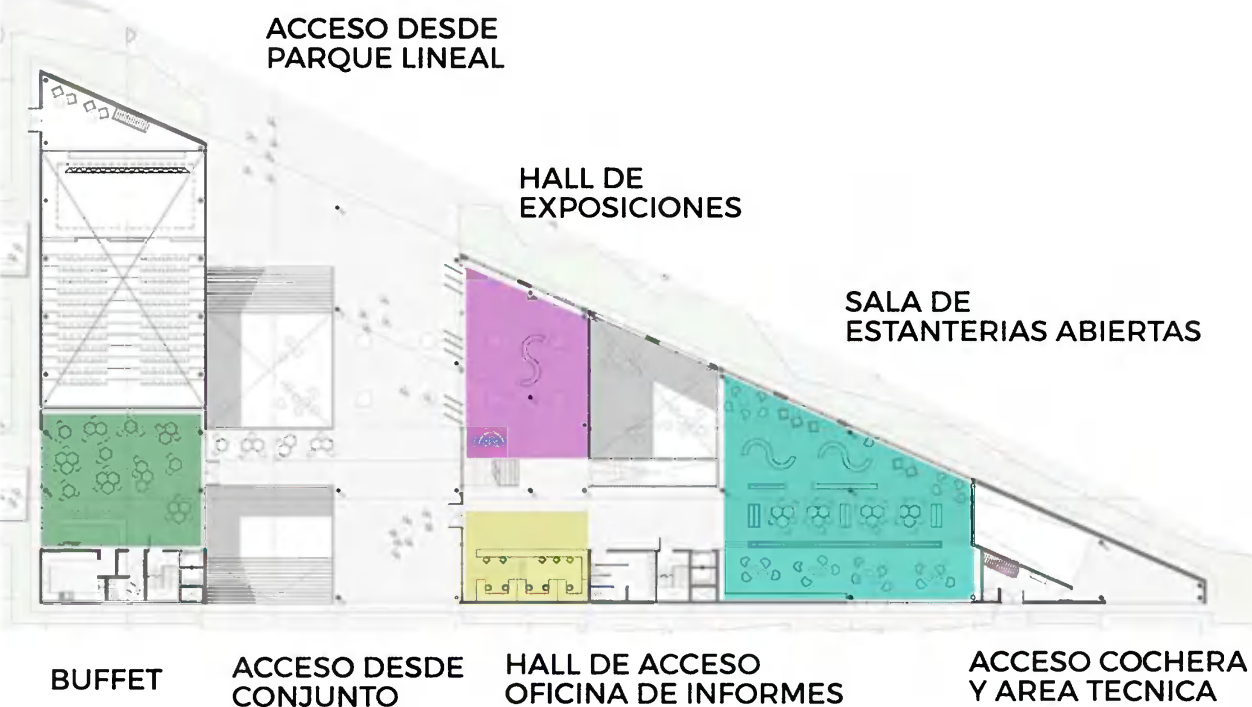 ACCESO DESDE
PARQUE LINEAL
HALL DE
EXPOSICIONES
SALA DE
ESTANTERIAS ABIERTAS
BUFFET
ACCESO DESDE
CONJUNTO
HALL DE ACCESO
OFICINA DE INFORMES
ACCESO COCHERA
Y AREA TECNICA